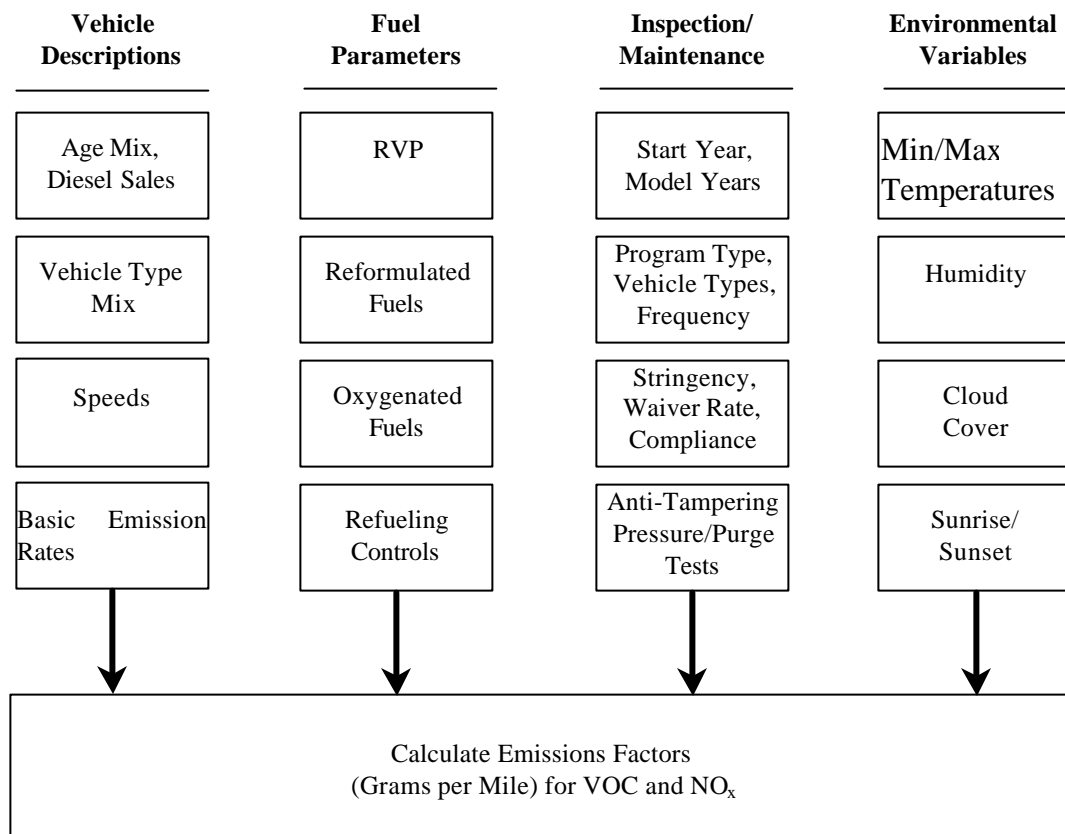 Vehicle
Descriptions
Fuel
Parameters
Inspection/
Maintenance
Environmental
Variables
Age Mix,
Diesel Sales
RVP
Start Year,
Model Years
Min/Max
Temperatures
Vehicle Type
Mix
Reformulated
Fuels
Program Type,
Vehicle Types,
Frequency
Humidity
Speeds
Oxygenated
Fuels
Stringency,
Waiver Rate,
Compliance
Cloud
Cover
Basic Emission
Rates
Refueling
Controls
Anti-Tampering
Pressure/Purge
Tests
Sunrise/
Sunset
Calculate Emissions Factors
(Grams per Mile) for VOC and NOx